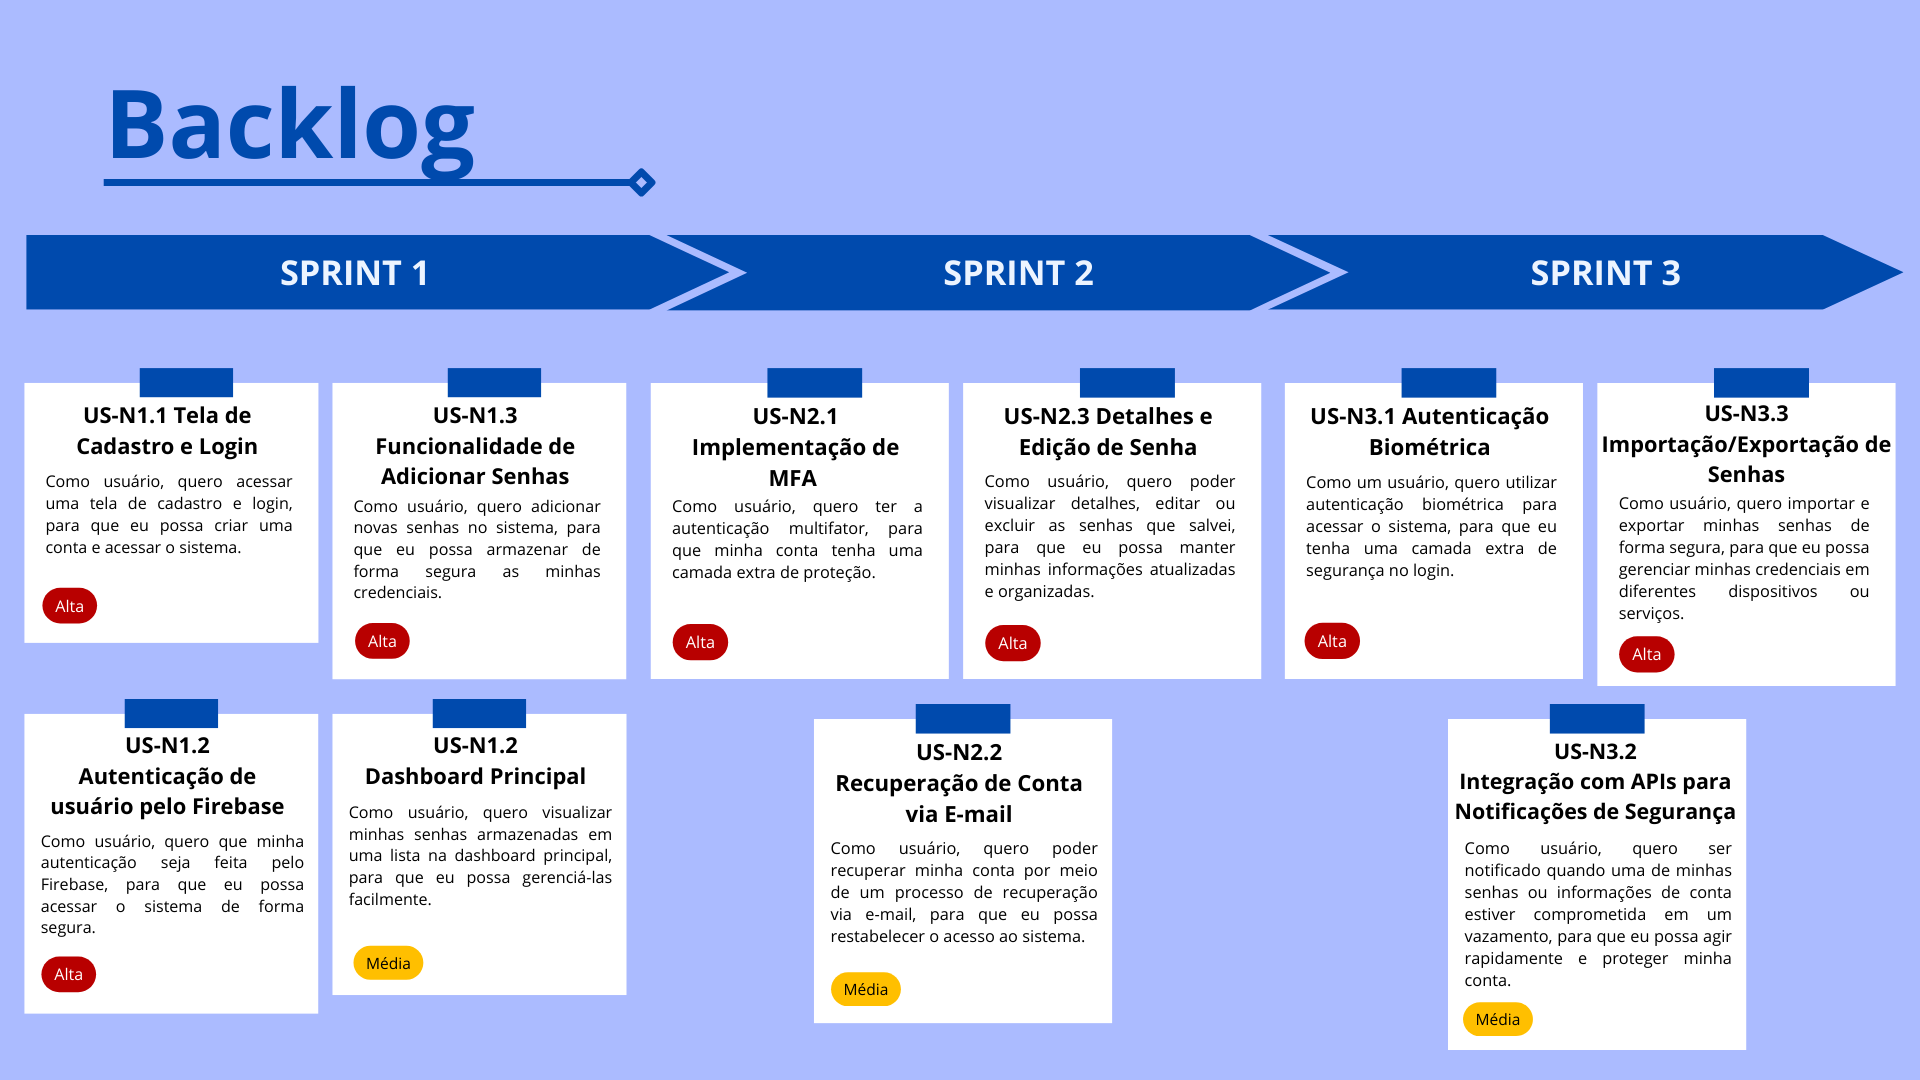 Backlog
SPRINT 1
SPRINT 2
SPRINT 3
US-N1.1 Tela de
Cadastro e Login
Como usuário, quero acessar
uma tela de cadastro e login,
para que eu possa criar uma
conta e acessar o sistema.
Alta
US-N1.3
Funcionalidade de
Adicionar Senhas
Como usuário, quero adicionar
novas senhas no sistema, para
que eu possa armazenar de
forma segura as minhas
credenciais.
Alta
US-N2.1
Implementação de
MFA
Como usuário, quero ter a
autenticação multifator, para
que minha conta tenha uma
camada extra de proteção.
Alta
US-N2.3 Detalhes e
Edição de Senha
Como usuário, quero poder
visualizar detalhes, editar ou
excluir as senhas que salvei,
para que eu possa manter
minhas informações atualizadas
e organizadas.
Alta
US-N3.1 Autenticação
Biométrica
Como um usuário, quero utilizar
autenticação biométrica para
acessar o sistema, para que eu
tenha uma camada extra de
segurança no login.
Alta
US-N3.3
Importação/Exportação de
Senhas
Como usuário, quero importar e
exportar minhas senhas de
forma segura, para que eu possa
gerenciar minhas credenciais em
diferentes dispositivos ou
serviços.
Alta
US-N1.2
Autenticação de
usuário pelo Firebase
Como usuário, quero que minha
autenticação seja feita pelo
Firebase, para que eu possa
acessar o sistema de forma
segura.
Alta
US-N1.2
Dashboard Principal
Como usuário, quero visualizar
minhas senhas armazenadas em
uma lista na dashboard principal,
para que eu possa gerenciá-las
facilmente.
Média
US-N2.2
Recuperação de Conta
via E-mail
Como usuário, quero poder
recuperar minha conta por meio
de um processo de recuperação
via e-mail, para que eu possa
restabelecer o acesso ao sistema.
Média
US-N3.2
Integração com APIs para
Notificações de Segurança
Como usuário, quero ser
notificado quando uma de minhas
senhas ou informações de conta
estiver comprometida em um
vazamento, para que eu possa agir
rapidamente e proteger minha
conta.
Média